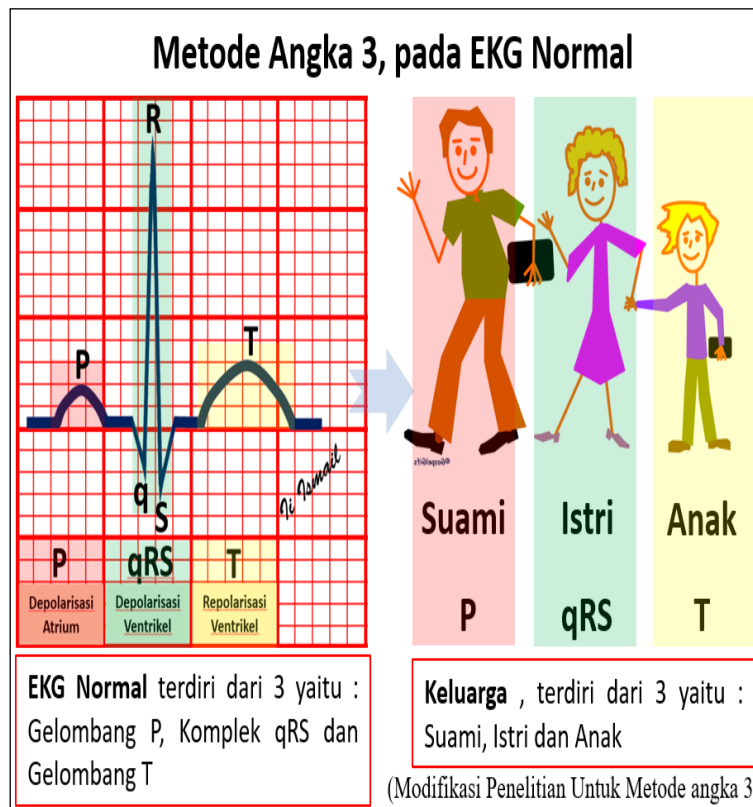 Metode Angka 3, pada EKG Normal
R
P
T
q
S
Ii Ismail
P qRS T
Depolarisasi Atrium
Depolarisasi Ventrikel
Repolarisasi Ventrikel
@GospelGifs
Suami Istri Anak
P qRS T
EKG Normal terdiri dari 3 yaitu :
Gelombang P, Komplek qRS dan
Gelombang T
Keluarga , terdiri dari 3 yaitu :
Suami, Istri dan Anak
(Modifikasi Penelitian Untuk Metode angka 3